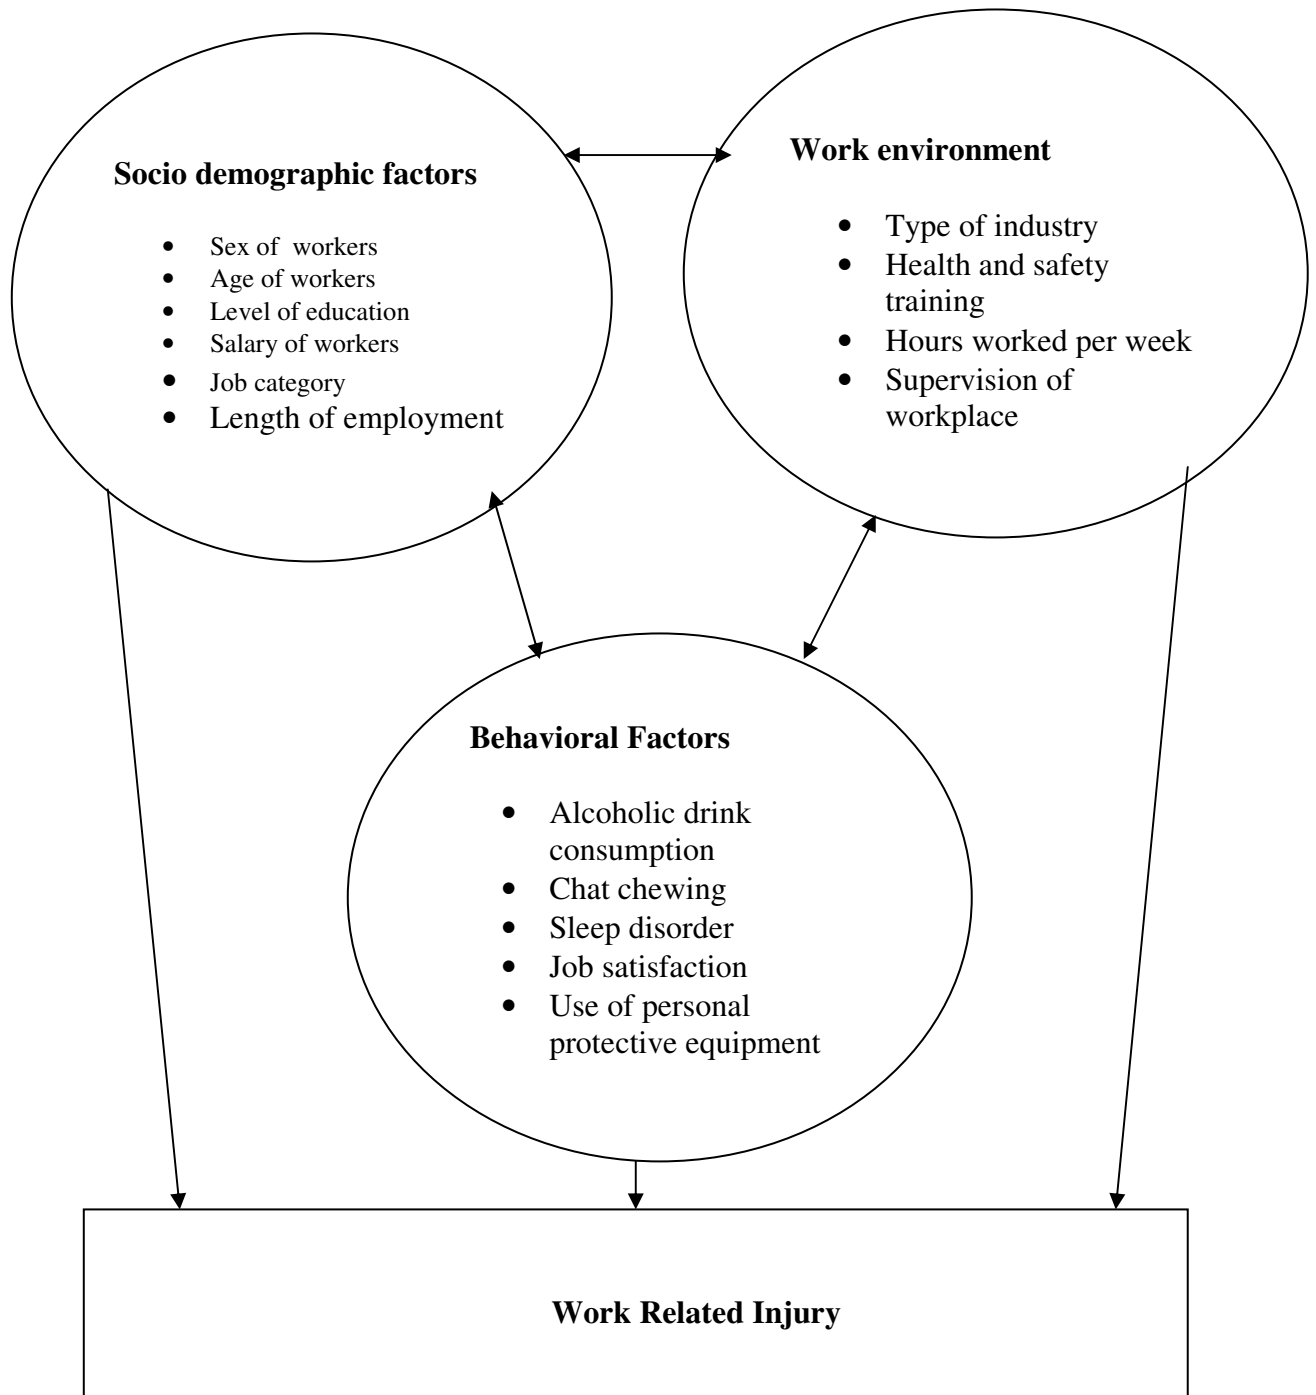 Socio demographic factors
• Sex of workers
• Age of workers
• Level of education
• Salary of workers
• Job category
• Length of employment
Work environment
• Type of industry
• Health and safety
training
• Hours worked per week
• Supervision of
workplace
Behavioral Factors
• Alcoholic drink
consumption
• Chat chewing
• Sleep disorder
• Job satisfaction
• Use of personal
protective equipment
Work Related Injury